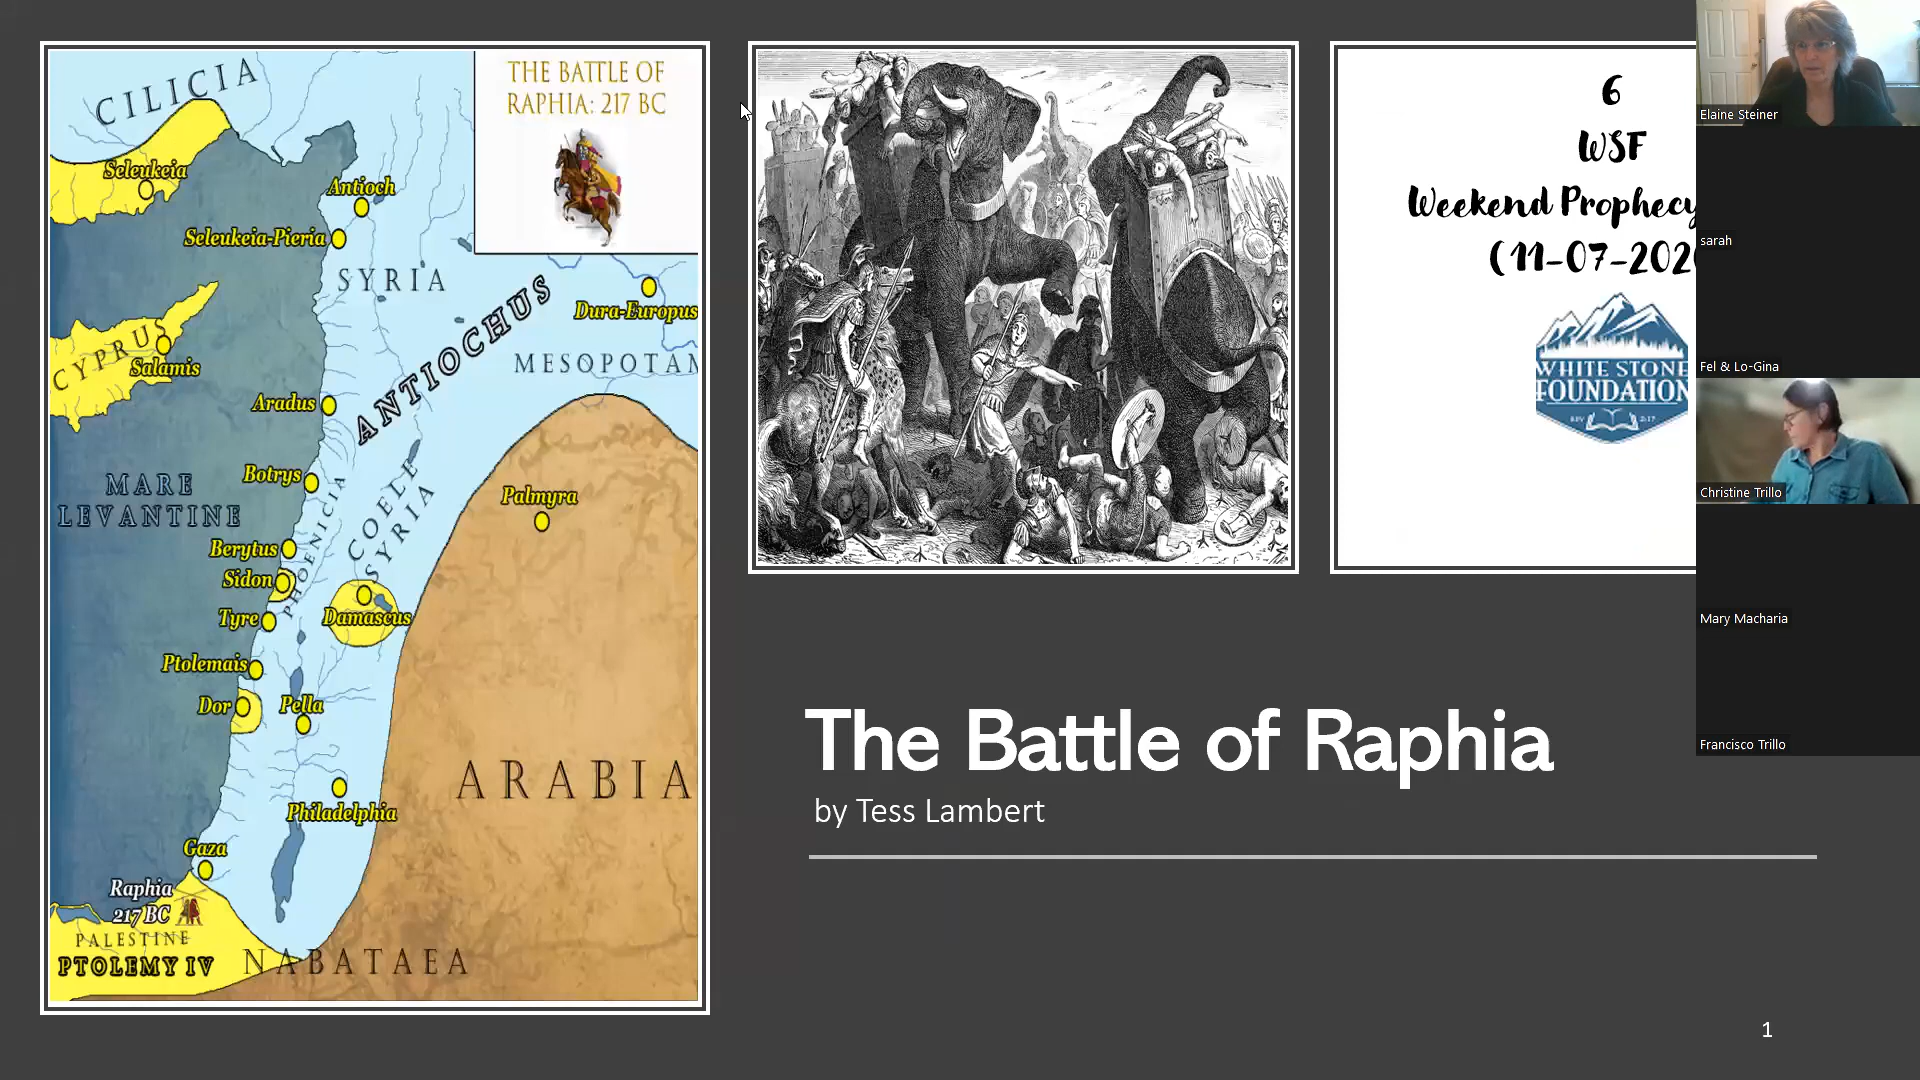 CILICIA
THE BATTLE OF
RAPHIA: 217 BC
Seleukeia
Antioch
Seleukeia-Pieria
SYRIA
ANTIOCHUS
Dura-Europus
MESOPOTAM
CYPRUS
Salamis
Aradus
MARE
LEVANTINE
Botrys
PHOENICIA
COELE
SYRIA
Palmyra
Berytus
Sidon
Tyre
Damascus
Ptolemais
Dor
Pella
ARABIA
Philadelphia
Gaza
Raphia
217 BC
PALESTINE
PTOLEMY IV
NABATAEA
6
WSF
Weekend Prophecy
(11-07-202
WHITE STONE
FOUNDATION
REV 2:17
The Battle of Raphia
by Tess Lambert
1
Elaine Steiner
sarah
Fel & Lo-Gina
Christine Trillo
Mary Macharia
Francisco Trillo